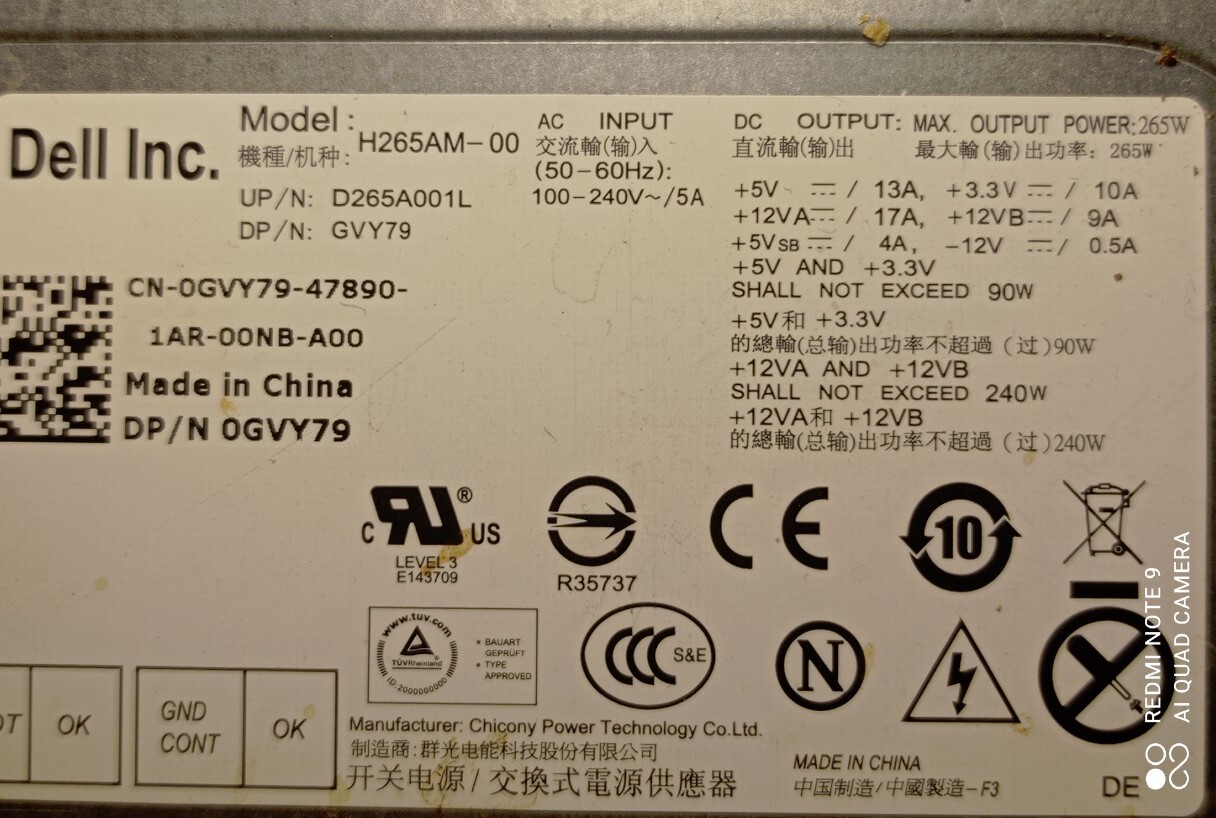 Dell Inc.
Model :
機種/机种:
H265AM-00
UP/N: D265A001L
DP/N: GVY79
AC INPUT
交流輸(输)入
(50-60Hz):
100-240V~/5A
DC OUTPUT: MAX. OUTPUT POWER:265W
直流輸(输)出 最大輸(输)出功率: 265W
+5V ⎓ / 13A, +3.3V ⎓ / 10A
+12VA ⎓ / 17A, +12VB ⎓ / 9A
+5VSB ⎓ / 4A, -12V ⎓ / 0.5A
+5V AND +3.3V
SHALL NOT EXCEED 90W
+5V和 +3.3V
的總輸(总输)出功率不超過（过)90W
+12VA AND +12VB
SHALL NOT EXCEED 240W
+12VA和 +12VB
的總輸(总输)出功率不超過（过)240W
CN-0GVY79-47890-
1AR-00NB-A00
Made in China
DP/N 0GVY79
C RU® US
LEVEL 3
E143709
R35737
CE
10
www.tuv.com
TÜVRheinland®
ID:2000000000
• BAUART
GEPRÜFT
• TYPE
APPROVED
CCC S&E
N
OT OK
GND
CONT
OK
Manufacturer: Chicony Power Technology Co.Ltd.
制造商:群光电能科技股份有限公司
开关电源/交換式電源供應器
MADE IN CHINA
中国制造/中國製造-F3
DE
REDMI NOTE 9
AI QUAD CAMERA